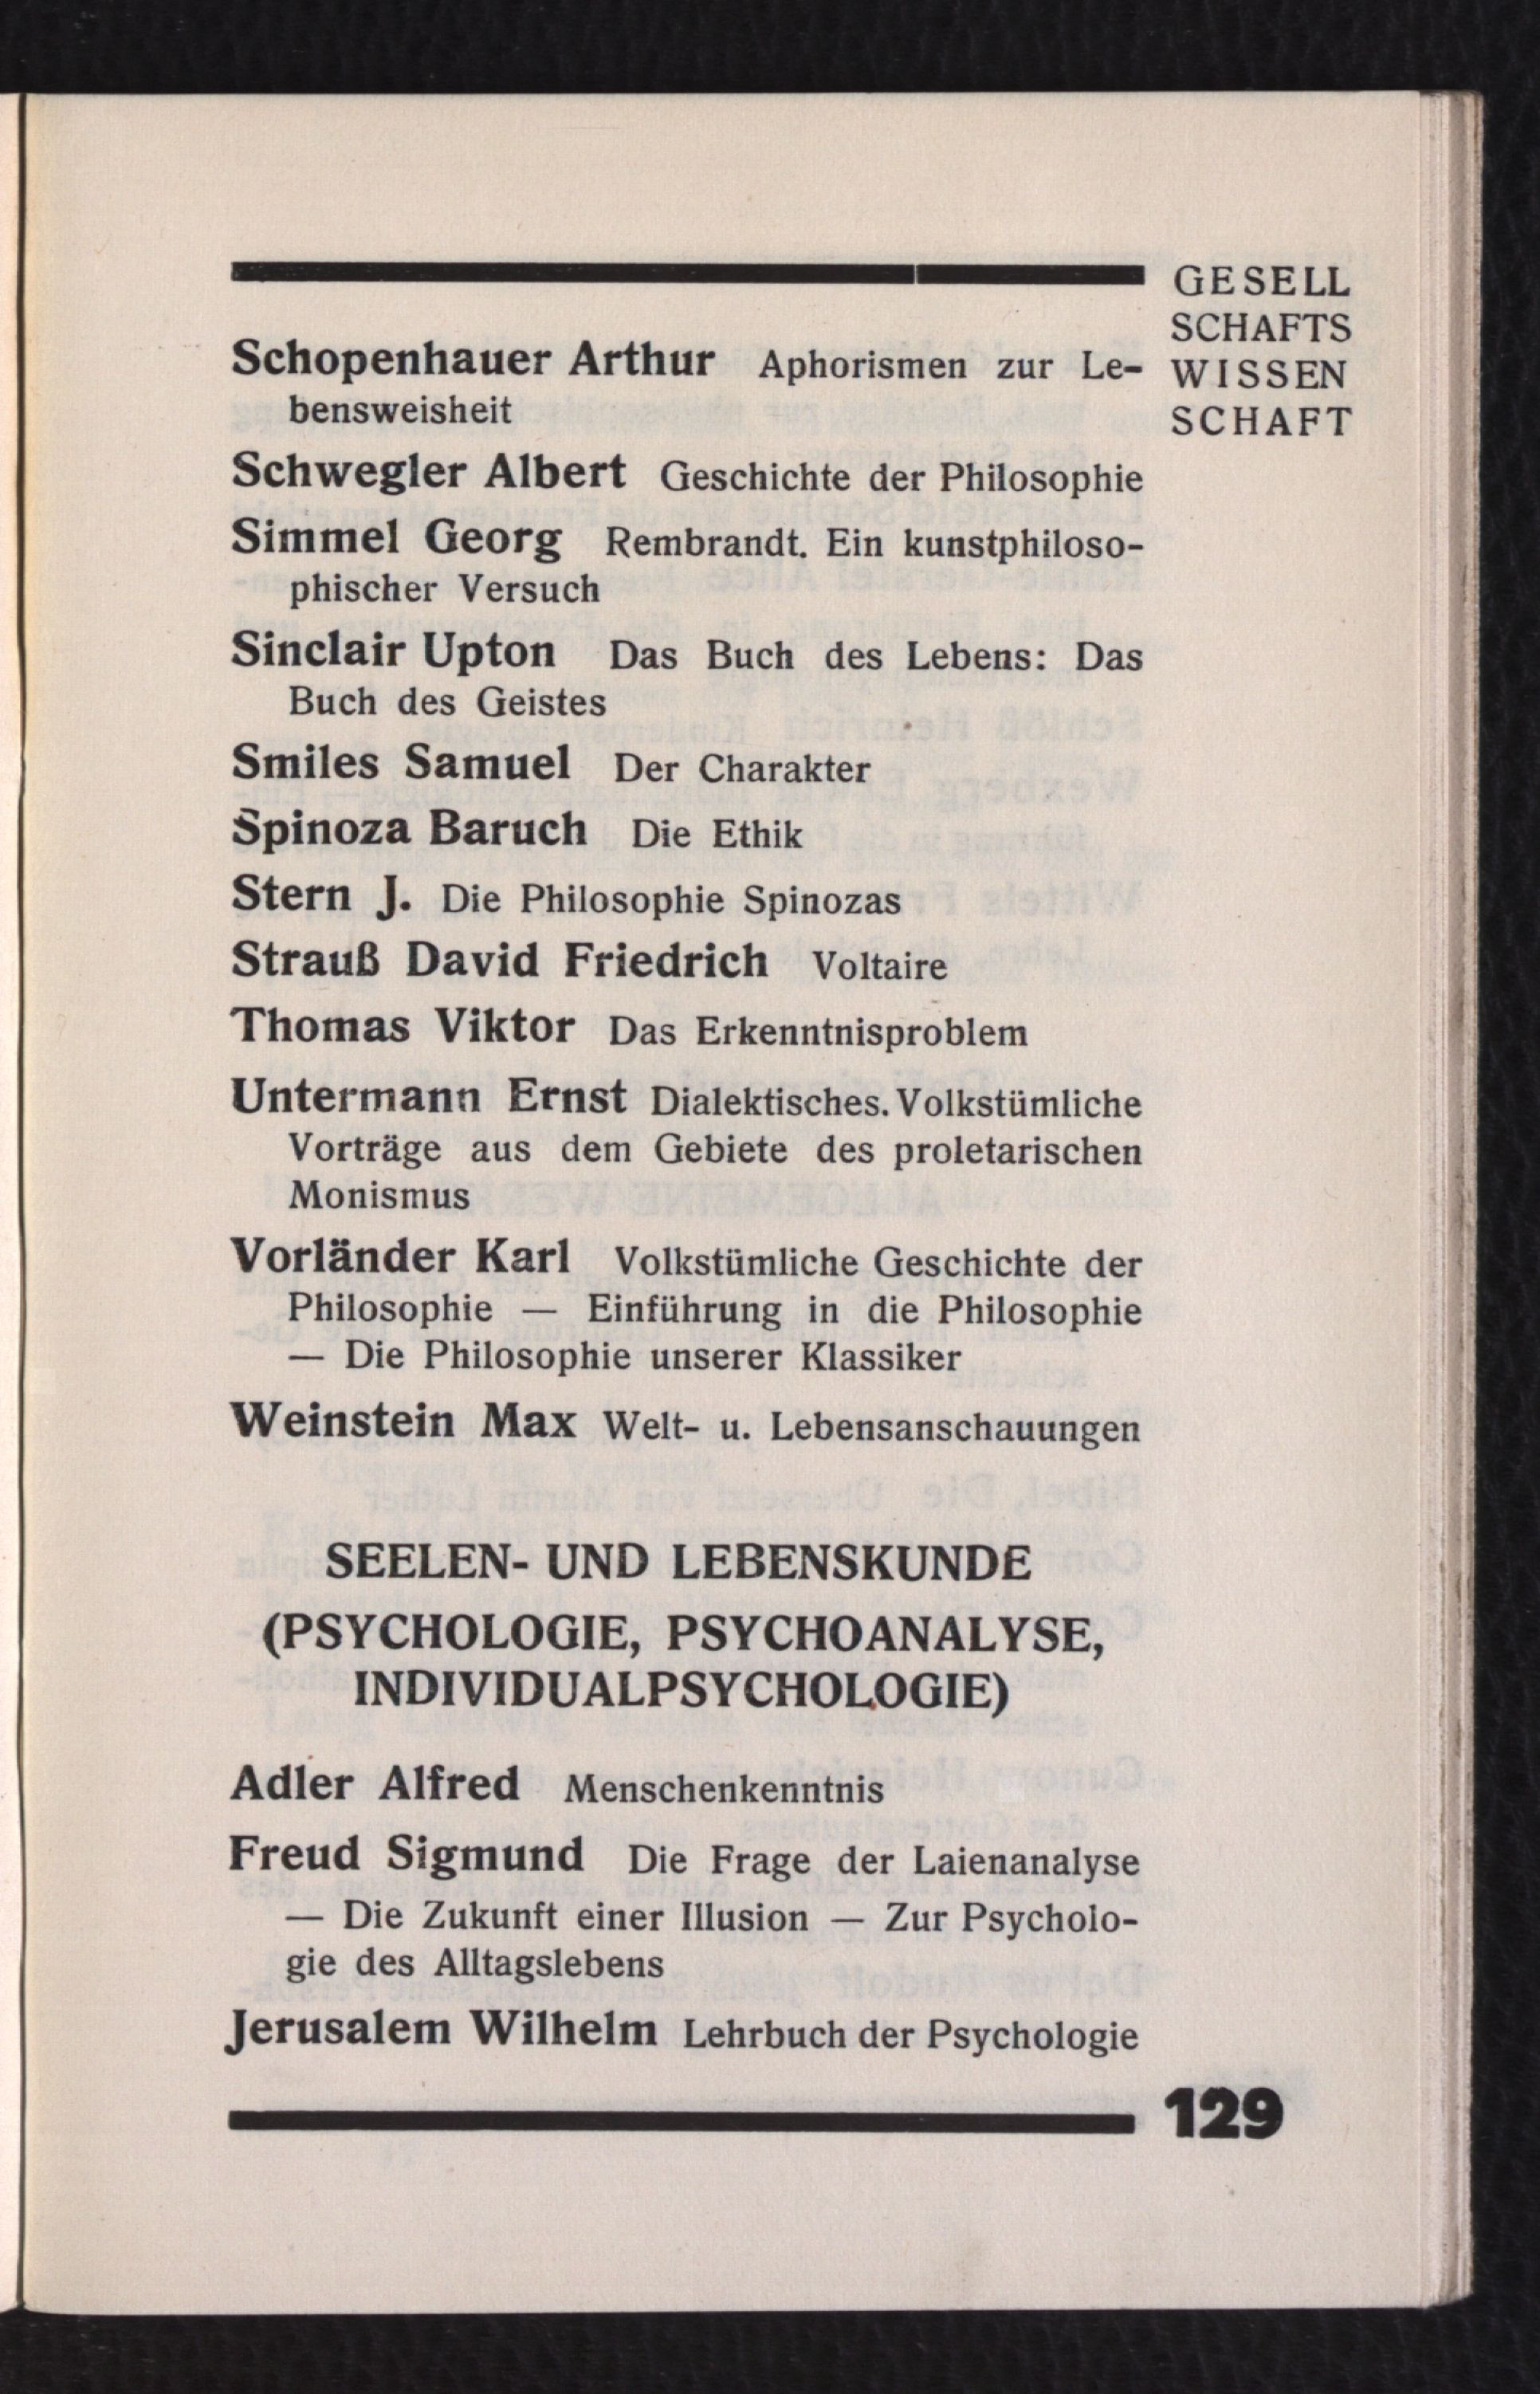 GESELL
SCHAFTS
WISSEN
SCHAFT
Schopenhauer Arthur Aphorismen zur Le-
bensweisheit
Schwegler Albert Geschichte der Philosophie
Simmel Georg Rembrandt. Ein kunstphiloso-
phischer Versuch
Sinclair Upton Das Buch des Lebens: Das
Buch des Geistes
Smiles Samuel Der Charakter
Spinoza Baruch Die Ethik
Stern J. Die Philosophie Spinozas
Strauß David Friedrich Voltaire
Thomas Viktor Das Erkenntnisproblem
Untermann Ernst Dialektisches. Volkstümliche
Vorträge aus dem Gebiete des proletarischen
Monismus
Vorländer Karl Volkstümliche Geschichte der
Philosophie — Einführung in die Philosophie
— Die Philosophie unserer Klassiker
Weinstein Max Welt- u. Lebensanschauungen
SEELEN- UND LEBENSKUNDE
(PSYCHOLOGIE, PSYCHOANALYSE,
INDIVIDUALPSYCHOLOGIE)
Adler Alfred Menschenkenntnis
Freud Sigmund Die Frage der Laienanalyse
— Die Zukunft einer Illusion — Zur Psycholo-
gie des Alltagslebens
Jerusalem Wilhelm Lehrbuch der Psychologie
129